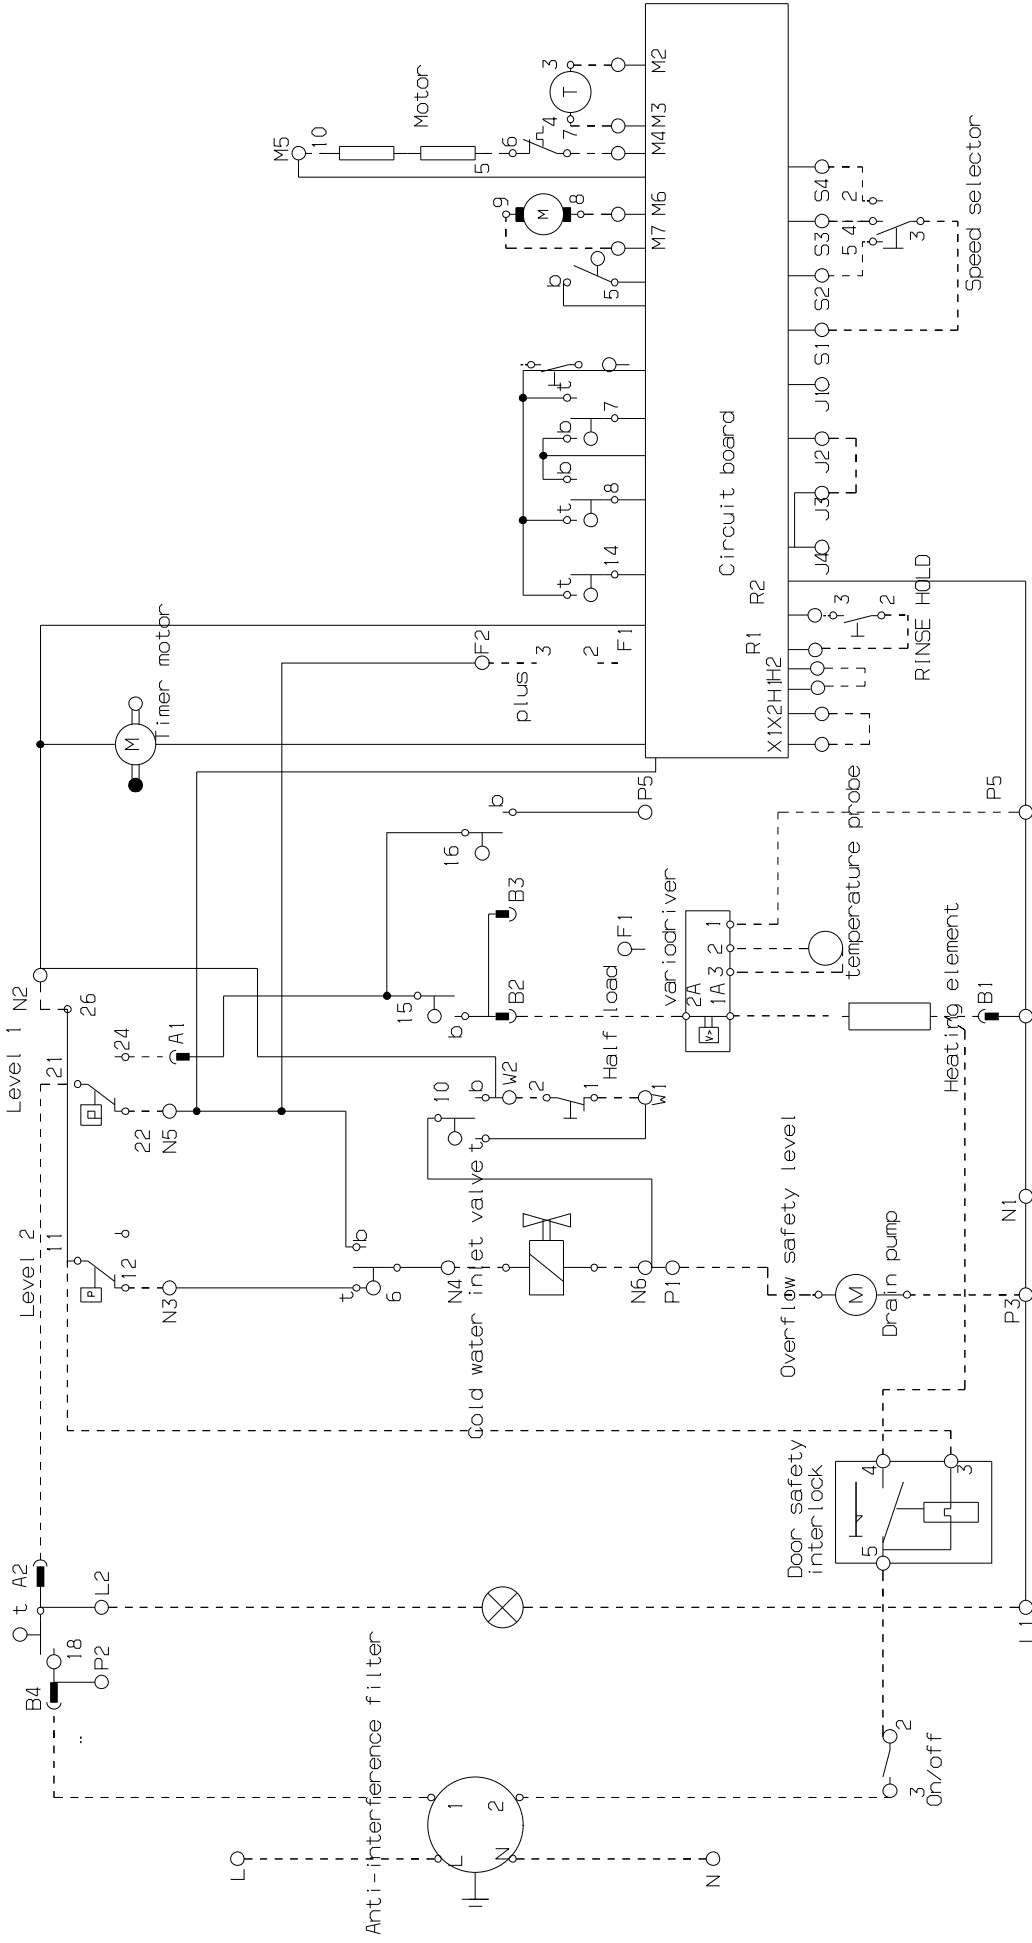 L
N
Anti-interference filter
L
1
N
2
B4
P2
18
t
A2
L2
3
2
On/off
L1
Door safety
interlock
5
4
3
Level 2
11
12
P
N3
Level 1
21
22
N5
24
A1
26
N2
t
b
6
N4
Cold water inlet valve
N6
P1
Overflow safety level
M
Drain pump
P3
N1
10
t
b
W2
2
1
W1
Half load
F1
15
b
B2
B3
16
b
P5
variodriver
2A
1A
3
2
1
V>
temperature probe
Heating element
B1
P5
Timer motor
M
F2
plus
3
2
F1
Circuit board
X1
X2
H1
H2
R1
R2
3
2
RINSE HOLD
J4
J3
J2
J1
S1
S2
S3
S4
5
4
2
3
Speed selector
t
14
t
8
b
b
7
t
b
5
M7
M6
9
M
8
M5
10
Motor
5
6
7
M4
M3
M2
4
T
3